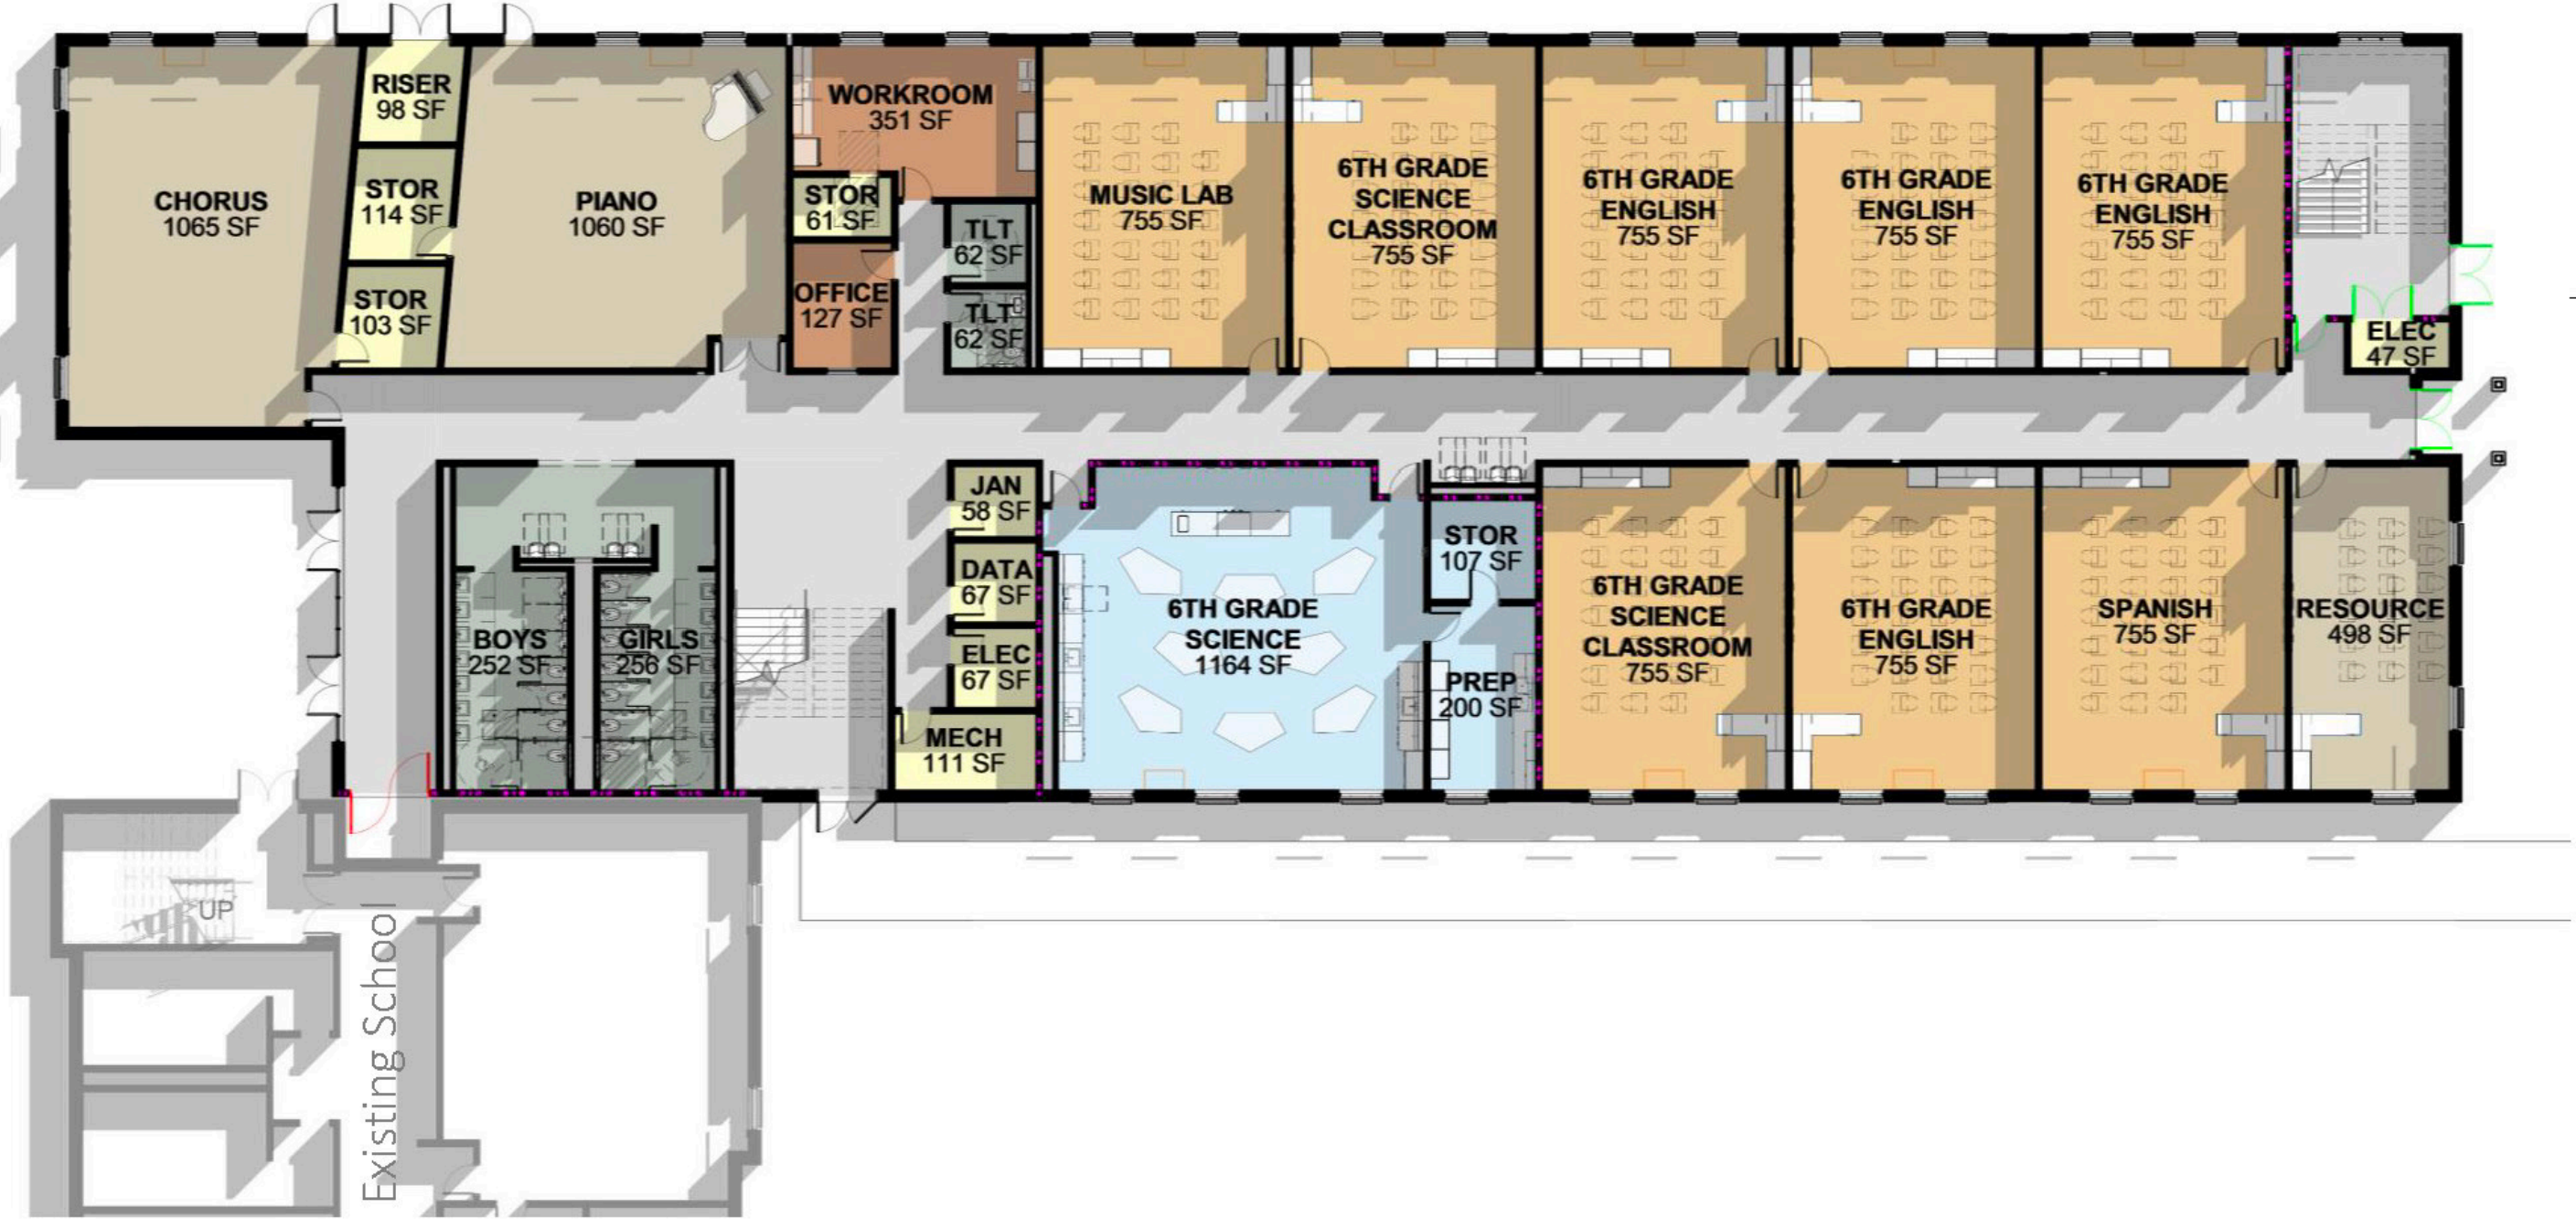 CHORUS
1065 SF
RISER
98 SF
STOR
114 SF
STOR
103 SF
PIANO
1060 SF
WORKROOM
351 SF
STOR
61 SF
OFFICE
127 SF
TLT
62 SF
TLT
62 SF
MUSIC LAB
755 SF
6TH GRADE
SCIENCE
CLASSROOM
755 SF
6TH GRADE
ENGLISH
755 SF
6TH GRADE
ENGLISH
755 SF
6TH GRADE
ENGLISH
755 SF
ELEC
47 SF
BOYS
252 SF
GIRLS
256 SF
JAN
58 SF
DATA
67 SF
ELEC
67 SF
MECH
111 SF
6TH GRADE
SCIENCE
1164 SF
STOR
107 SF
PREP
200 SF
6TH GRADE
SCIENCE
CLASSROOM
755 SF
6TH GRADE
ENGLISH
755 SF
SPANISH
755 SF
RESOURCE
498 SF
UP
Existing School